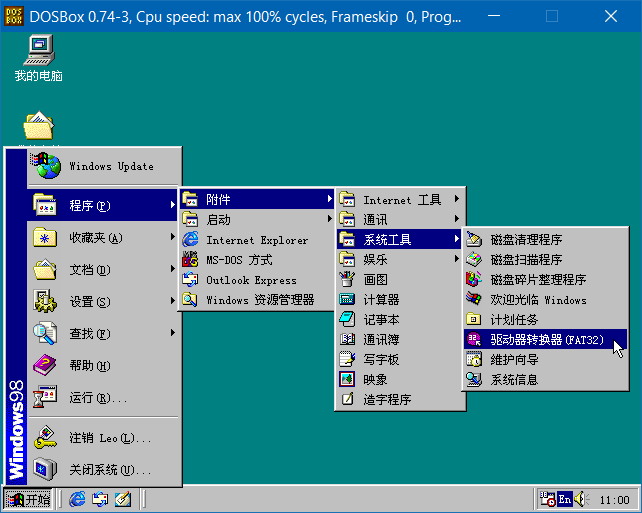 DOSBox 0.74-3, Cpu speed: max 100% cycles, Frameskip 0, Prog...
我的电脑
Windows98
Windows Update
程序(P)
收藏夹(A)
文档(D)
设置(S)
查找(F)
帮助(H)
运行(R)...
注销 Leo(L)...
关闭系统(U)...
附件
启动
Internet Explorer
MS-DOS 方式
Outlook Express
Windows 资源管理器
Internet 工具
通讯
系统工具
娱乐
画图
计算器
记事本
通讯簿
写字板
映象
造字程序
磁盘清理程序
磁盘扫描程序
磁盘碎片整理程序
欢迎光临 Windows
计划任务
驱动器转换器(FAT32)
维护向导
系统信息
开始
En
11:00